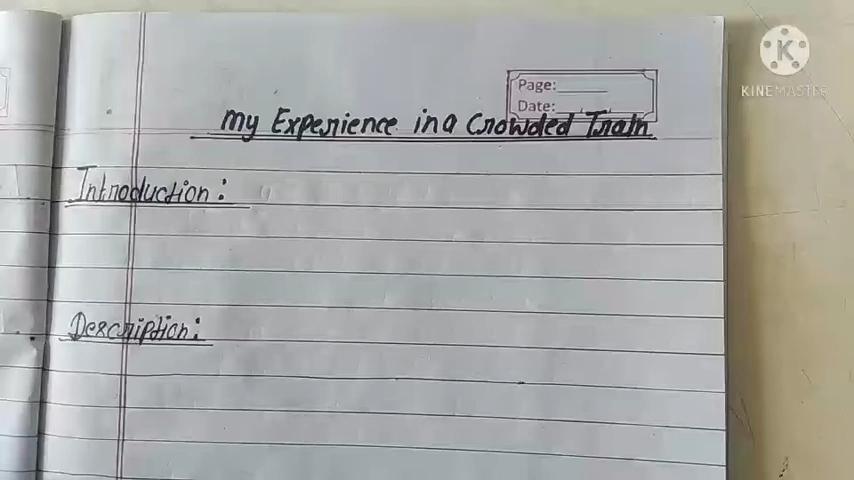 Page:
Date:
my Experience in a Crowded Train
Introduction:
Description:
K
KINEMASTER